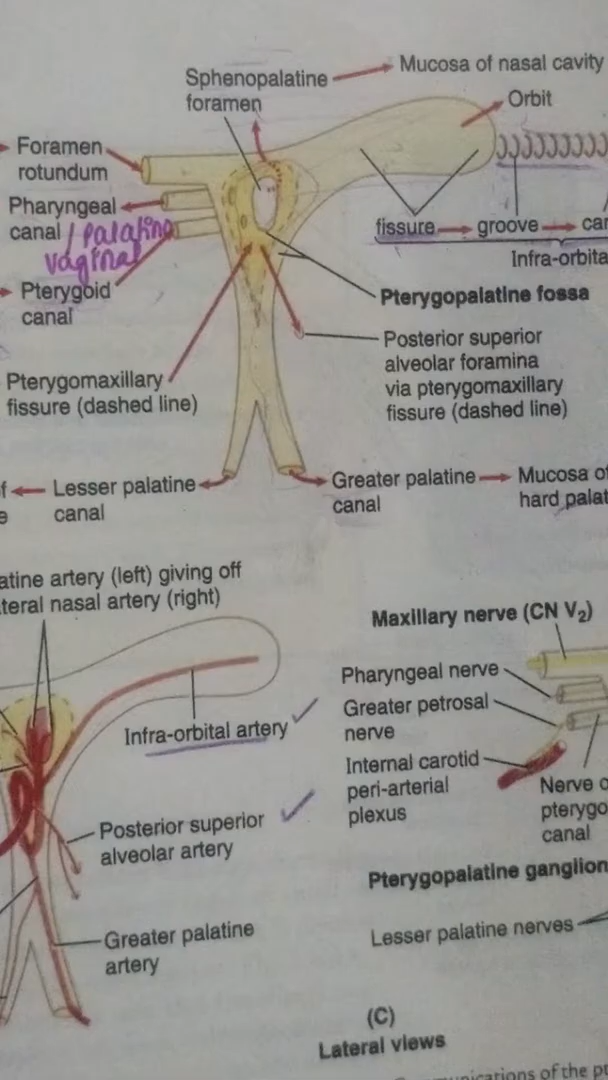 Sphenopalatine
foramen
Mucosa of nasal cavity
Orbit
Foramen
rotundum
Pharyngeal
canal / palatino
vaginal
Pterygoid
canal
fissure
groove
Infra-orbita
Pterygopalatine fossa
Posterior superior
alveolar foramina
via pterygomaxillary
fissure (dashed line)
Pterygomaxillary
fissure (dashed line)
Lesser palatine
canal
Greater palatine
canal
Mucosa of
hard palat
atine artery (left) giving off
teral nasal artery (right)
Infra-orbital artery
Posterior superior
alveolar artery
Greater palatine
artery
Maxillary nerve (CN V₂)
Pharyngeal nerve
Greater petrosal
nerve
Internal carotid
peri-arterial
plexus
Nerve o
pterygo
canal
Pterygopalatine ganglion
Lesser palatine nerves
(C)
Lateral views
of the